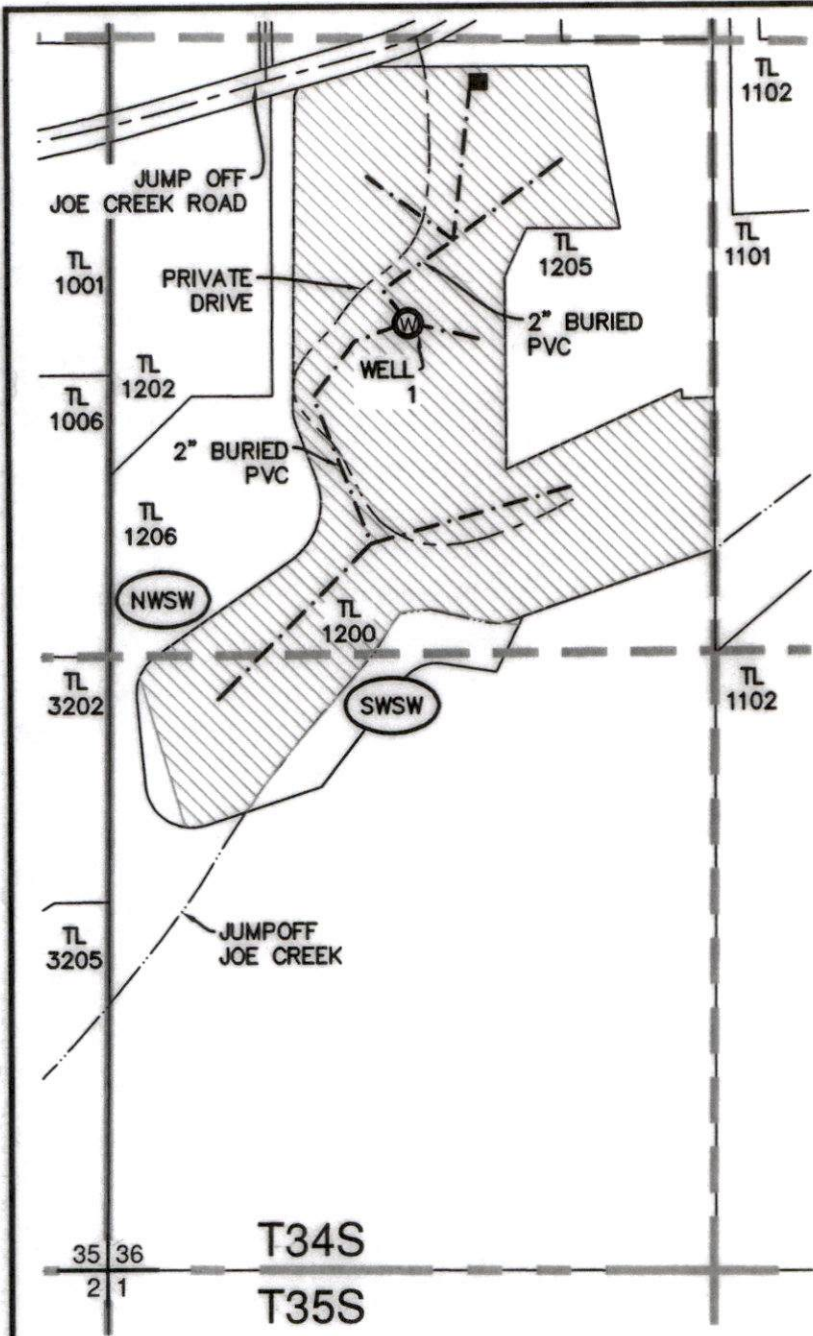 TL
1102
JUMP OFF
JOE CREEK ROAD
TL
1001
PRIVATE
DRIVE
TL
1205
TL
1101
2" BURIED
PVC
W
WELL
1
TL
1202
TL
1006
2" BURIED
PVC
TL
1206
NWSW
TL
1200
TL
3202
SWSW
TL
1102
TL
3205
JUMPOFF
JOE CREEK
35 36
T34S
2 1
T35S